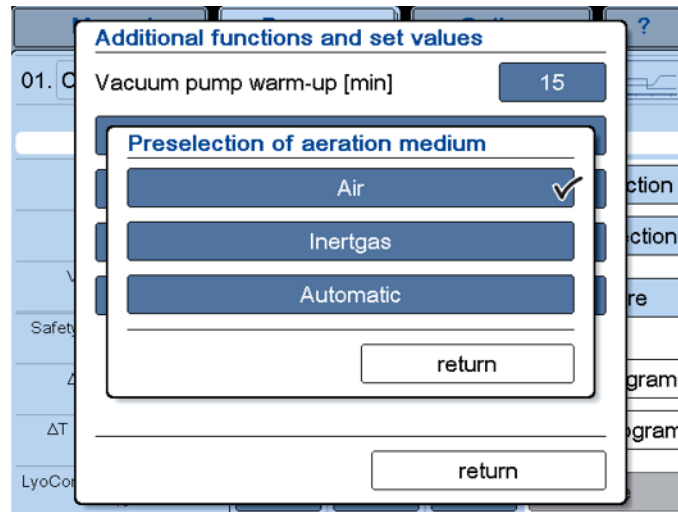 ?
Additional functions and set values
01. C
Vacuum pump warm-up [min] 15
Preselection of aeration medium
Air
Inertgas
Automatic
return
return
ction
ction
re
gram
ogram
V
Safety
ΔT
LyoCon